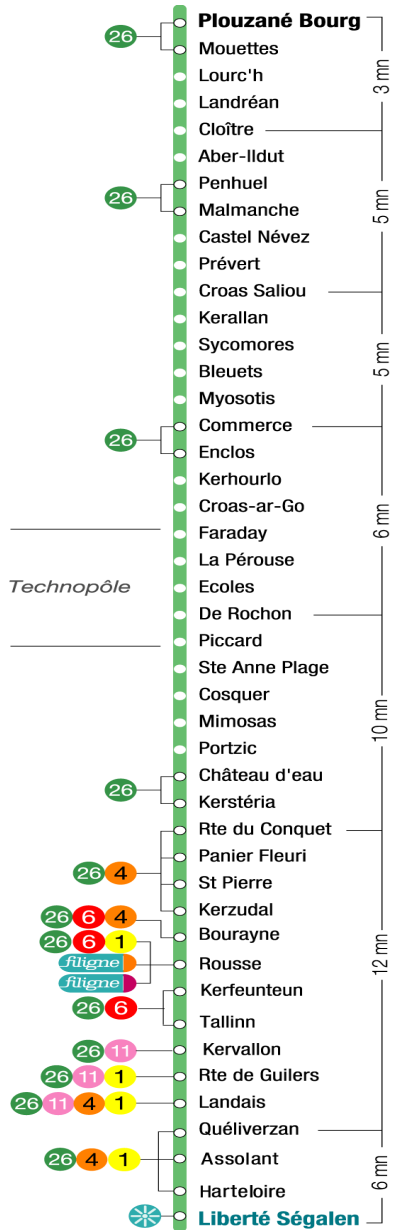 Plouzané Bourg
26
Mouettes
3 mn
Lourc'h
Landréan
Cloître
Aber-Ildut
Penhuel
26
5 mn
Malmanche
Castel Névez
Prévert
Croas Saliou
Kerallan
Sycomores
5 mn
Bleuets
Myosotis
Commerce
26
Enclos
Kerhourlo
Croas-ar-Go
6 mn
Faraday
La Pérouse
Technopôle
Ecoles
De Rochon
Piccard
Ste Anne Plage
Cosquer
10 mn
Mimosas
Portzic
Château d'eau
26
Kerstéria
Rte du Conquet
Panier Fleuri
26 4
St Pierre
Kerzudal
26 6 4
Bourayne
26 6 1
12 mn
filigne
Rousse
filigne
Kerfeunteun
26 6
Tallinn
26 11
Kervallon
26 11 1
Rte de Guilers
26 11 4 1
Landais
Quéliverzan
26 4 1
Assolant
6 mn
Harteloire
Liberté Ségalen